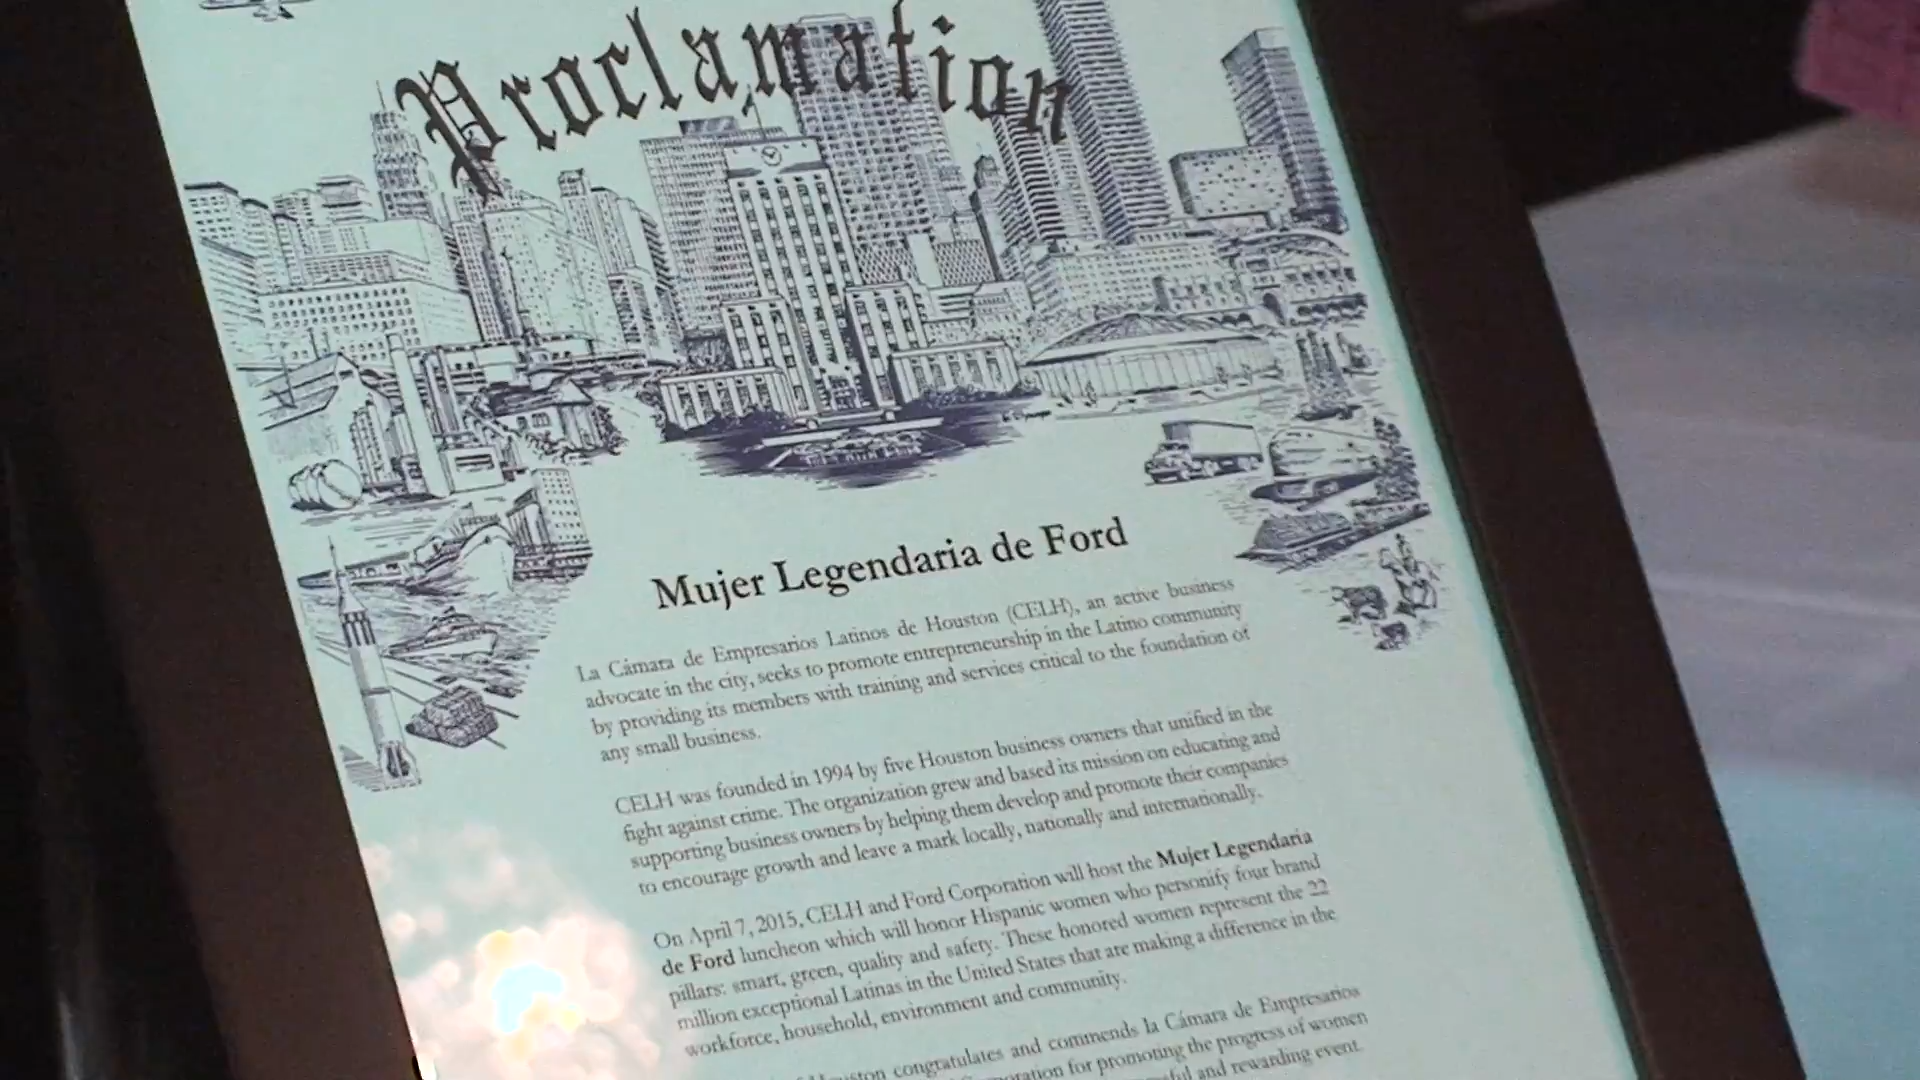 Proclamation
Mujer Legendaria de Ford
La Cámara de Empresarios Latinos de Houston (CELH), an active business
advocate in the city, seeks to promote entrepreneurship in the Latino community
by providing its members with training and services critical to the foundation of
any small business.
CELH was founded in 1994 by five Houston business owners that unified in the
fight against crime. The organization grew and based its mission on educating and
supporting business owners by helping them develop and promote their companies
to encourage growth and leave a mark locally, nationally and internationally.
On April 7, 2015, CELH and Ford Corporation will host the Mujer Legendaria
de Ford luncheon which will honor Hispanic women who personify four brand
pillars: smart, green, quality and safety. These honored women represent the 22
million exceptional Latinas in the United States that are making a difference in the
workforce, household, environment and community.
Houston congratulates and commends la Cámara de Empresarios
for promoting the progress of women
and rewarding event.